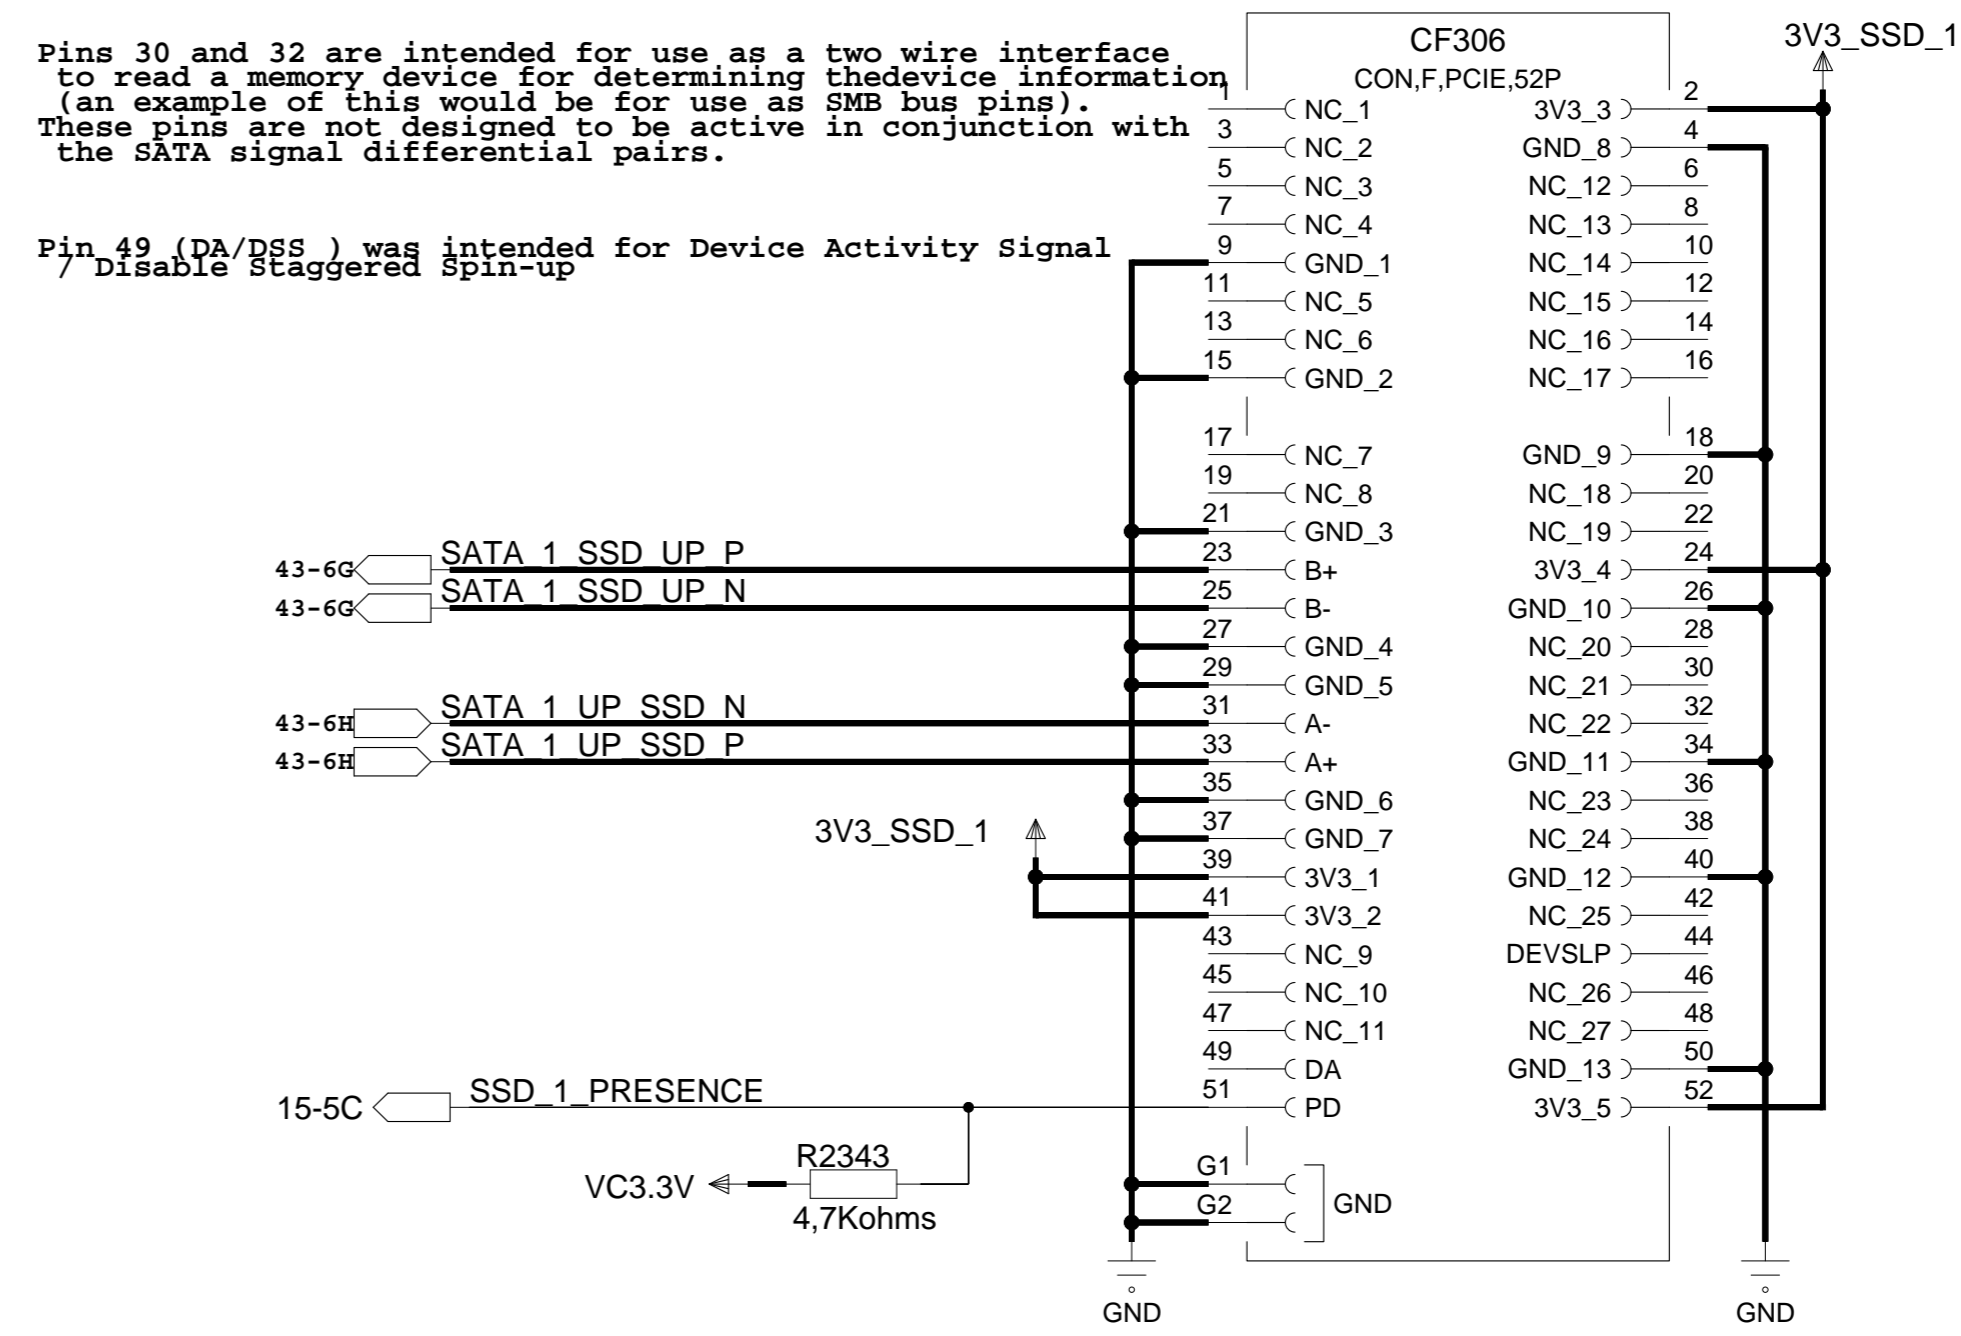 Pins 30 and 32 are intended for use as a two wire interface
to read a memory device for determining thedevice information
(an example of this would be for use as SMB bus pins).
These pins are not designed to be active in conjunction with
the SATA signal differential pairs.
Pin 49 (DA/DSS ) was intended for Device Activity Signal
/ Disable Staggered Spin-up
CF306
CON,F,PCIE,52P
3V3_SSD_1
1 NC_1 3V3_3 2
3 NC_2 GND_8 4
5 NC_3 NC_12 6
7 NC_4 NC_13 8
9 GND_1 NC_14 10
11 NC_5 NC_15 12
13 NC_6 NC_16 14
15 GND_2 NC_17 16
17 NC_7 GND_9 18
19 NC_8 NC_18 20
21 GND_3 NC_19 22
43-6G SATA_1_SSD_UP_P 23 B+ 3V3_4 24
43-6G SATA_1_SSD_UP_N 25 B- GND_10 26
27 GND_4 NC_20 28
29 GND_5 NC_21 30
43-6H SATA_1_UP_SSD_N 31 A- NC_22 32
43-6H SATA_1_UP_SSD_P 33 A+ GND_11 34
35 GND_6 NC_23 36
3V3_SSD_1 37 GND_7 NC_24 38
39 3V3_1 GND_12 40
41 3V3_2 NC_25 42
43 NC_9 DEVSLP 44
45 NC_10 NC_26 46
47 NC_11 NC_27 48
49 DA GND_13 50
15-5C SSD_1_PRESENCE 51 PD 3V3_5 52
R2343
VC3.3V
4,7Kohms
G1
G2
GND
GND
GND